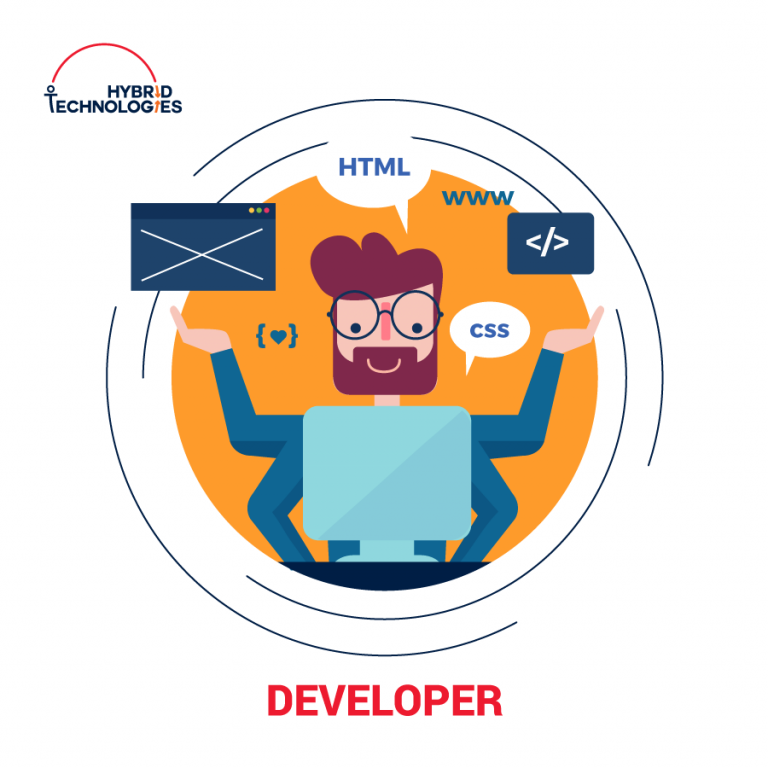 HYBRID
TECHNOLOGIES
HTML
www
</>
{♥}
CSS
DEVELOPER